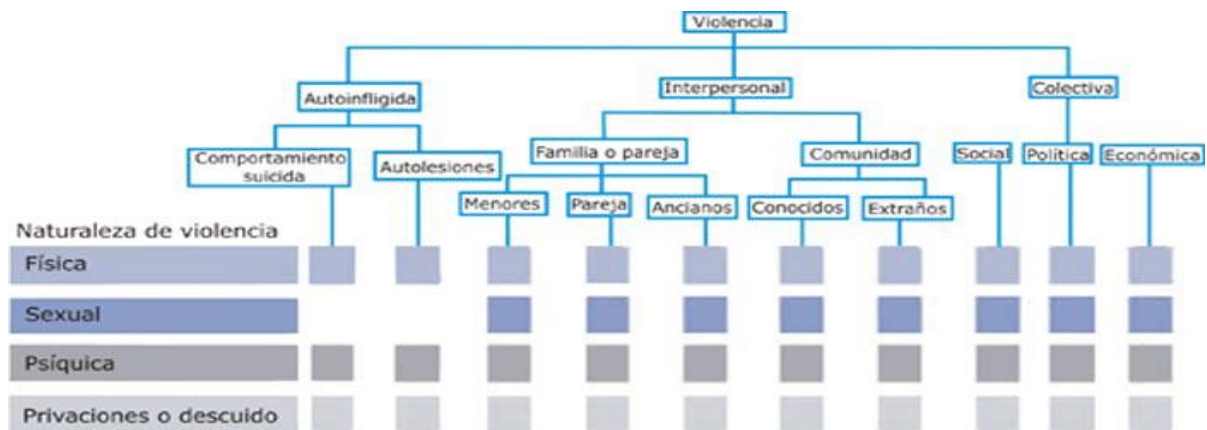 Violencia
Autoinfligida
Interpersonal
Colectiva
Comportamiento
suicida
Autolesiones
Familia o pareja
Comunidad
Social
Política
Económica
Menores
Pareja
Ancianos
Conocidos
Extraños
Naturaleza de violencia
Física
Sexual
Psíquica
Privaciones o descuido